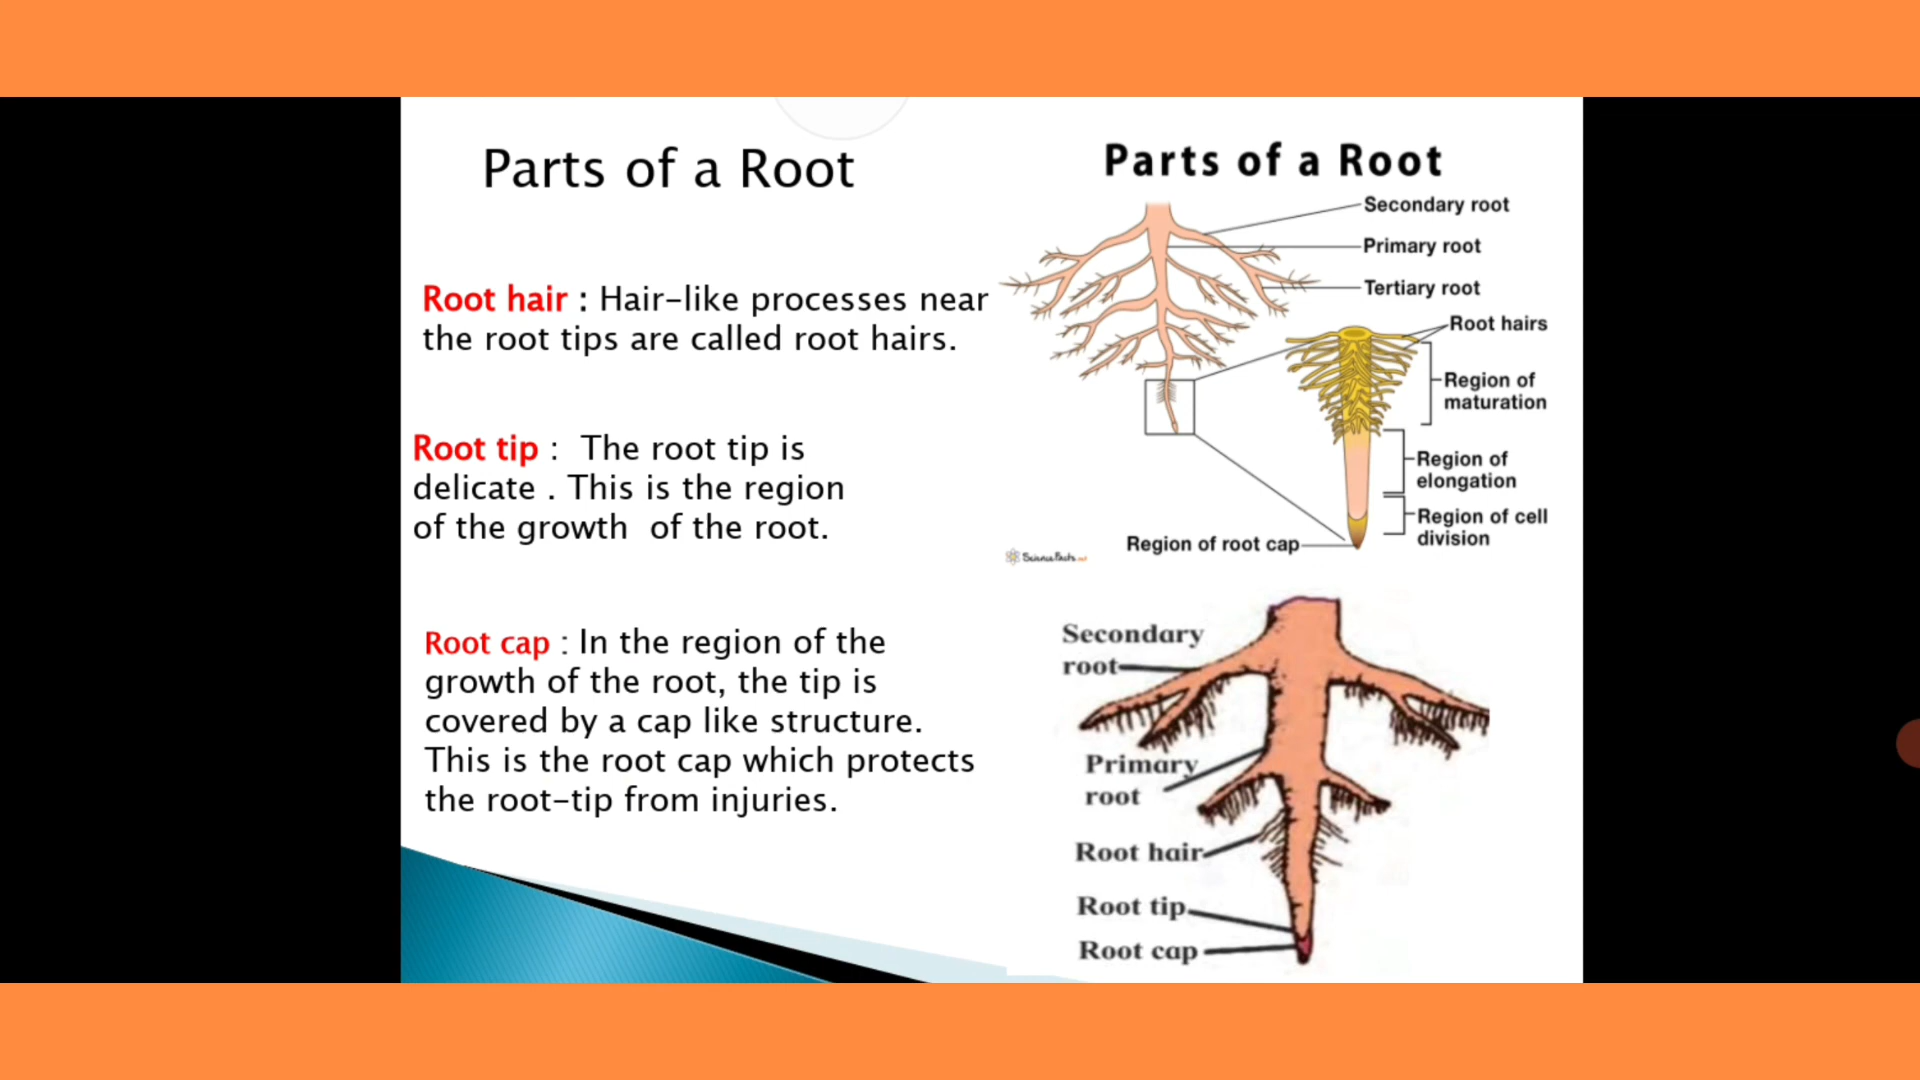 Parts of a Root
Root hair : Hair-like processes near
the root tips are called root hairs.
Root tip :  The root tip is
delicate . This is the region
of the growth  of the root.
Root cap : In the region of the
growth of the root, the tip is
covered by a cap like structure.
This is the root cap which protects
the root-tip from injuries.
Parts of a Root
Secondary root
Primary root
Tertiary root
Root hairs
Region of
maturation
Region of
elongation
Region of cell
division
Region of root cap
ScienceFacts.net
Secondary
root
Primary
root
Root hair
Root tip
Root cap